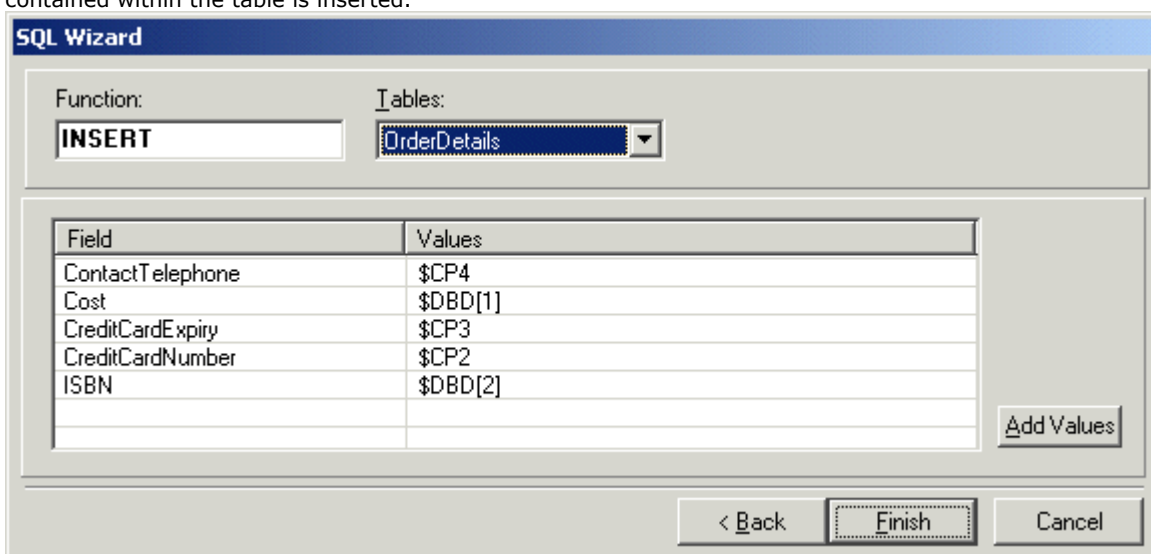 contained within the table is inserted.
SQL Wizard
Function: Tables:
INSERT OrderDetails
Field Values
ContactTelephone $CP4
Cost $DBD[1]
CreditCardExpiry $CP3
CreditCardNumber $CP2
ISBN $DBD[2]
Add Values
< Back Finish Cancel